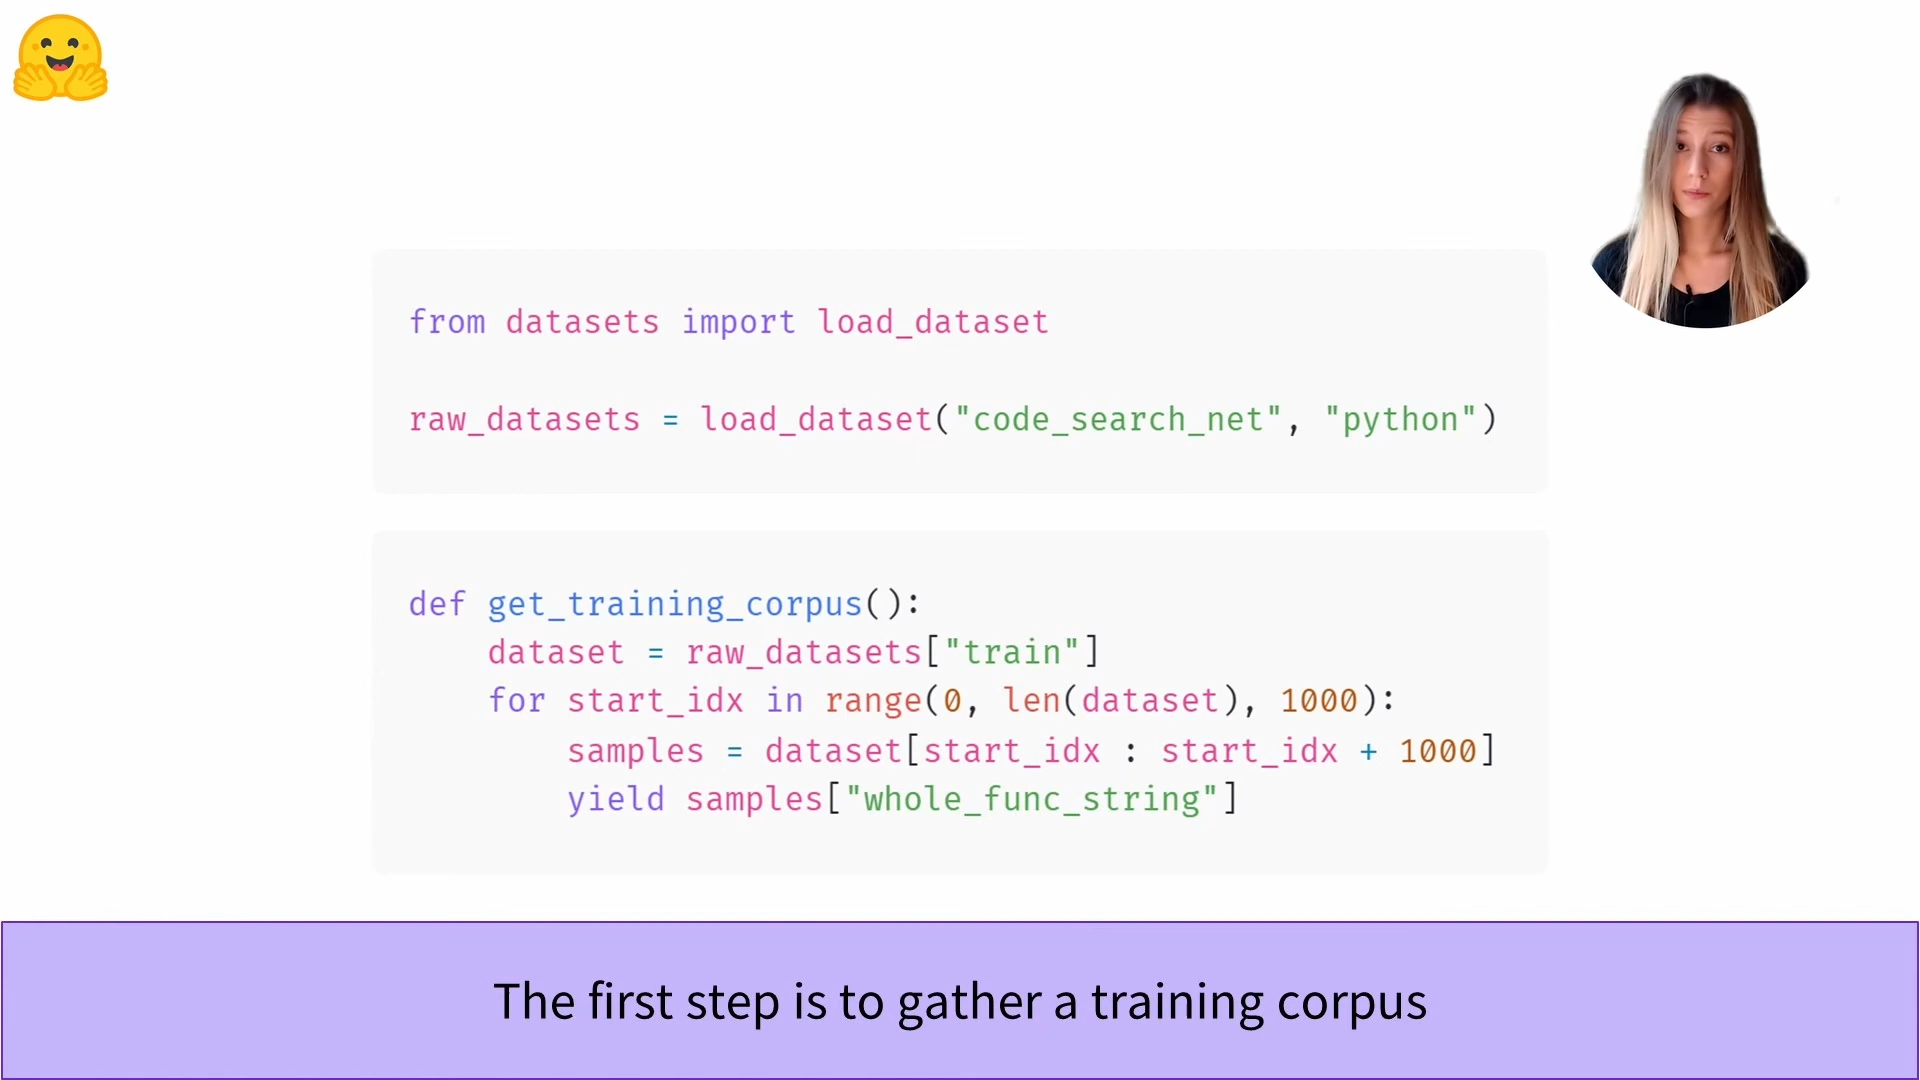 from datasets import load_dataset
raw_datasets = load_dataset("code_search_net", "python")
def get_training_corpus():
    dataset = raw_datasets["train"]
    for start_idx in range(0, len(dataset), 1000):
        samples = dataset[start_idx : start_idx + 1000]
        yield samples["whole_func_string"]
The first step is to gather a training corpus